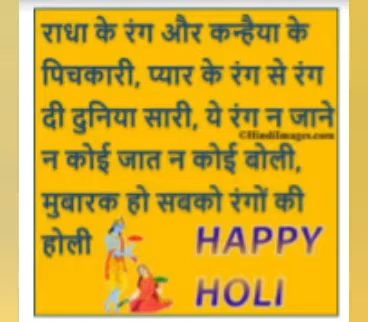 राधा के रंग और कन्हैया के
पिचकारी, प्यार के रंग से रंग
दी दुनिया सारी, ये रंग न जाने
©HindiImages.com
न कोई जात न कोई बोली,
मुबारक हो सबको रंगों की
होली
HAPPY
HOLI